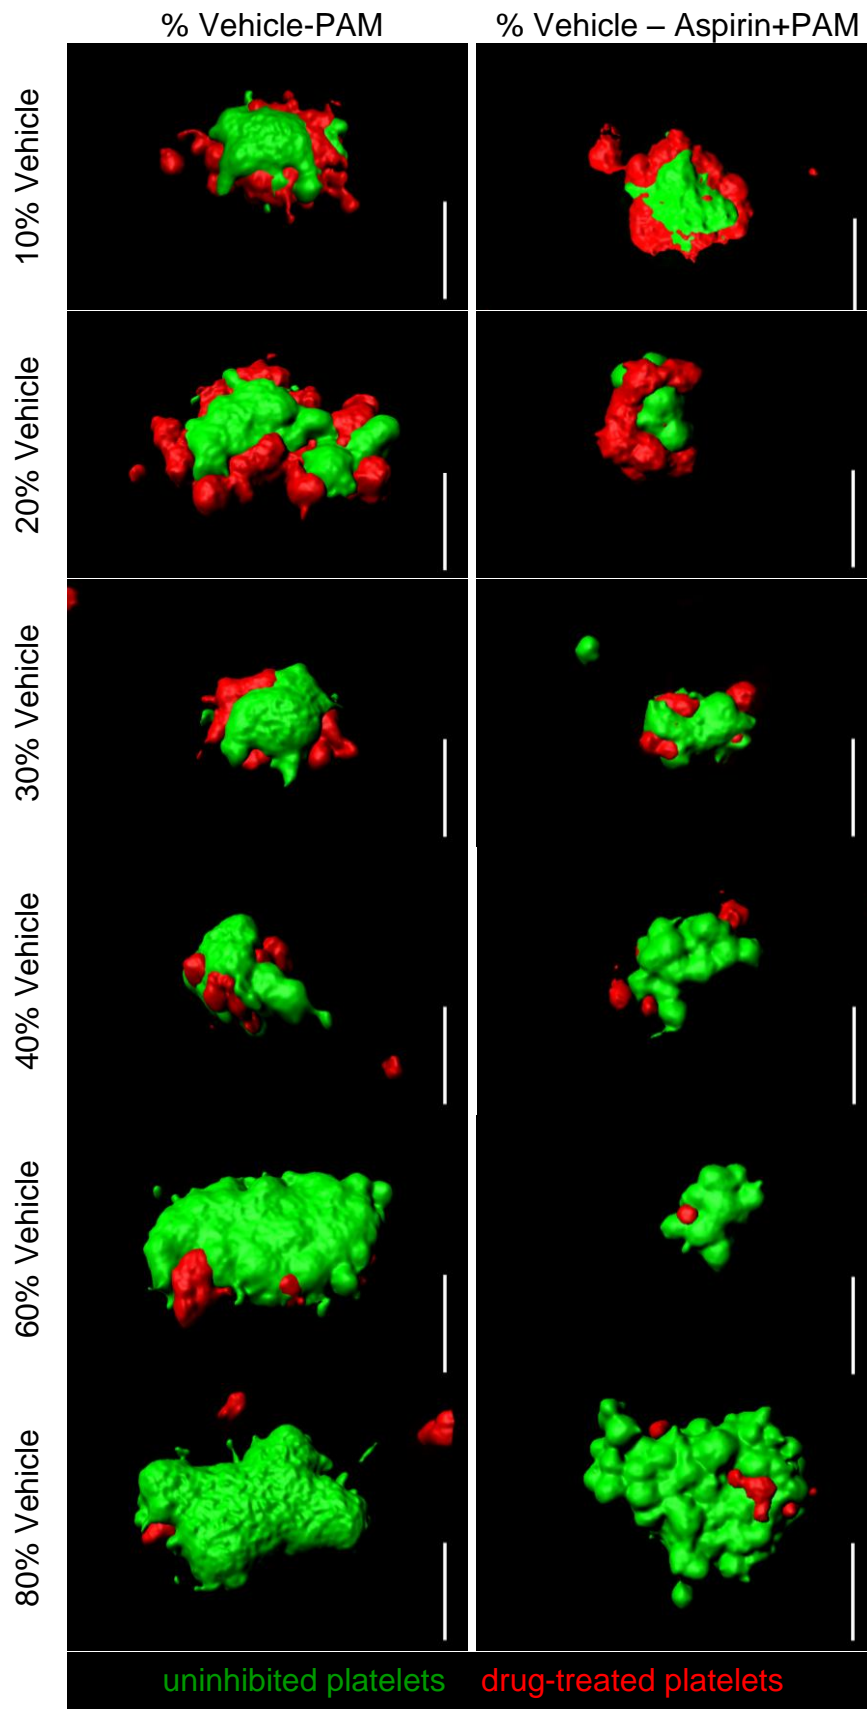 % Vehicle-PAM
% Vehicle – Aspirin+PAM
10% Vehicle
20% Vehicle
30% Vehicle
40% Vehicle
60% Vehicle
80% Vehicle
uninhibited platelets drug-treated platelets